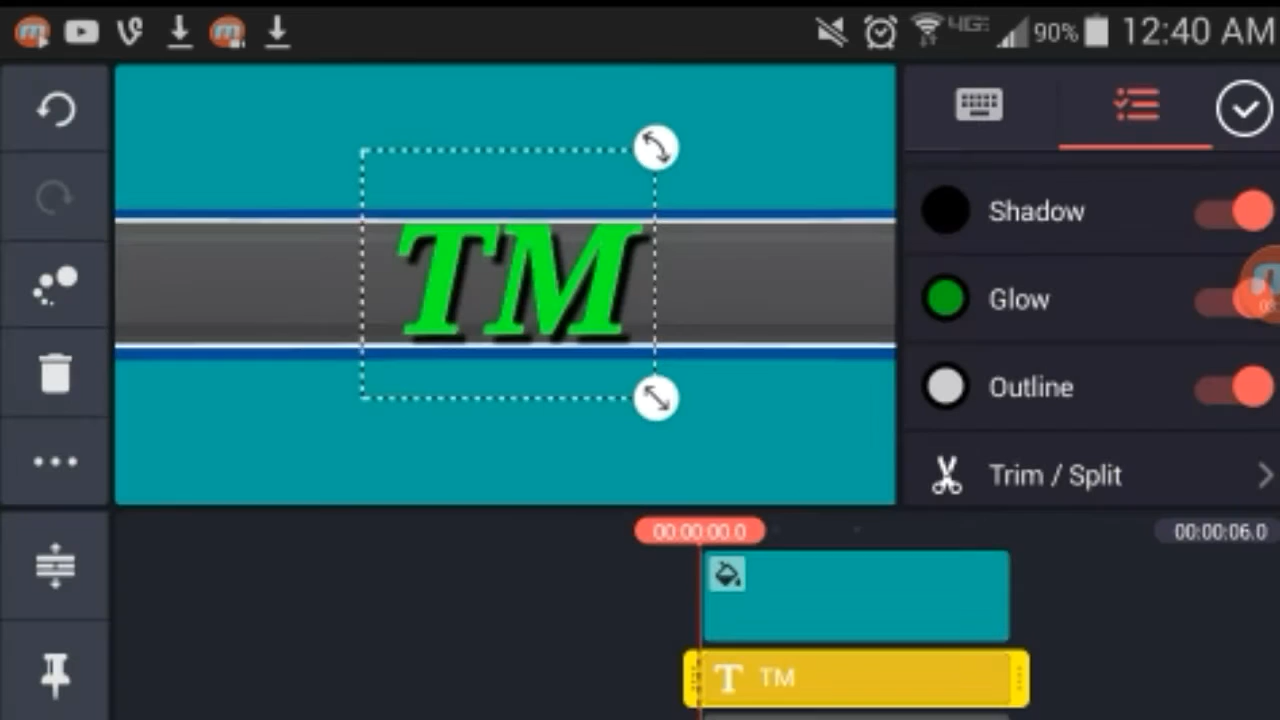 4G 90% 12:40 AM
TM
Shadow
Glow
Outline
Trim / Split
00:00:00.0
00:00:06.0
T TM